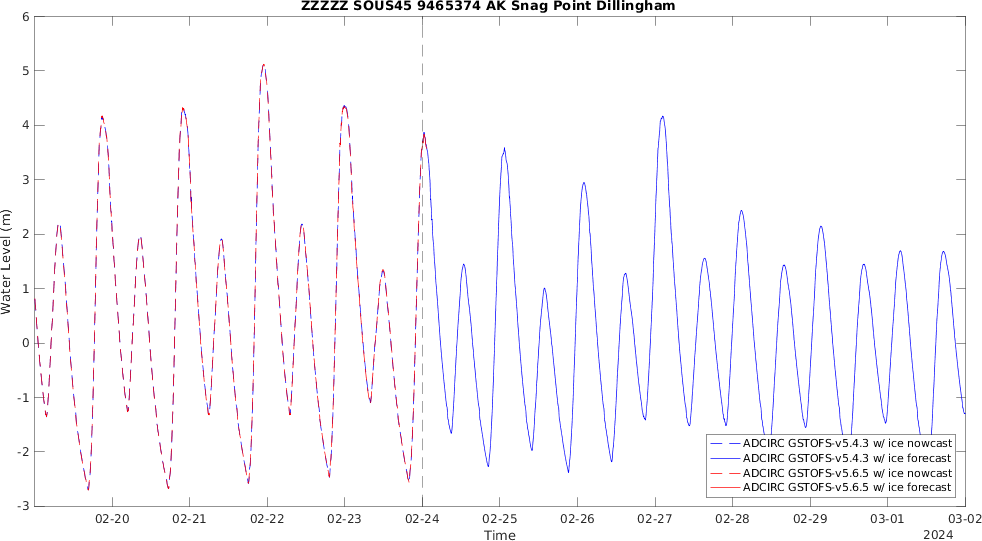 ZZZZZ SOUS45 9465374 AK Snag Point Dillingham
6
5
4
3
2
1
0
-1
-2
-3
Water Level (m)
ADCIRC GSTOFS-v5.4.3 w/ ice nowcast
ADCIRC GSTOFS-v5.4.3 w/ ice forecast
ADCIRC GSTOFS-v5.6.5 w/ ice nowcast
ADCIRC GSTOFS-v5.6.5 w/ ice forecast
02-20 02-21 02-22 02-23 02-24 02-25 02-26 02-27 02-28 02-29 03-01 03-02
Time
2024